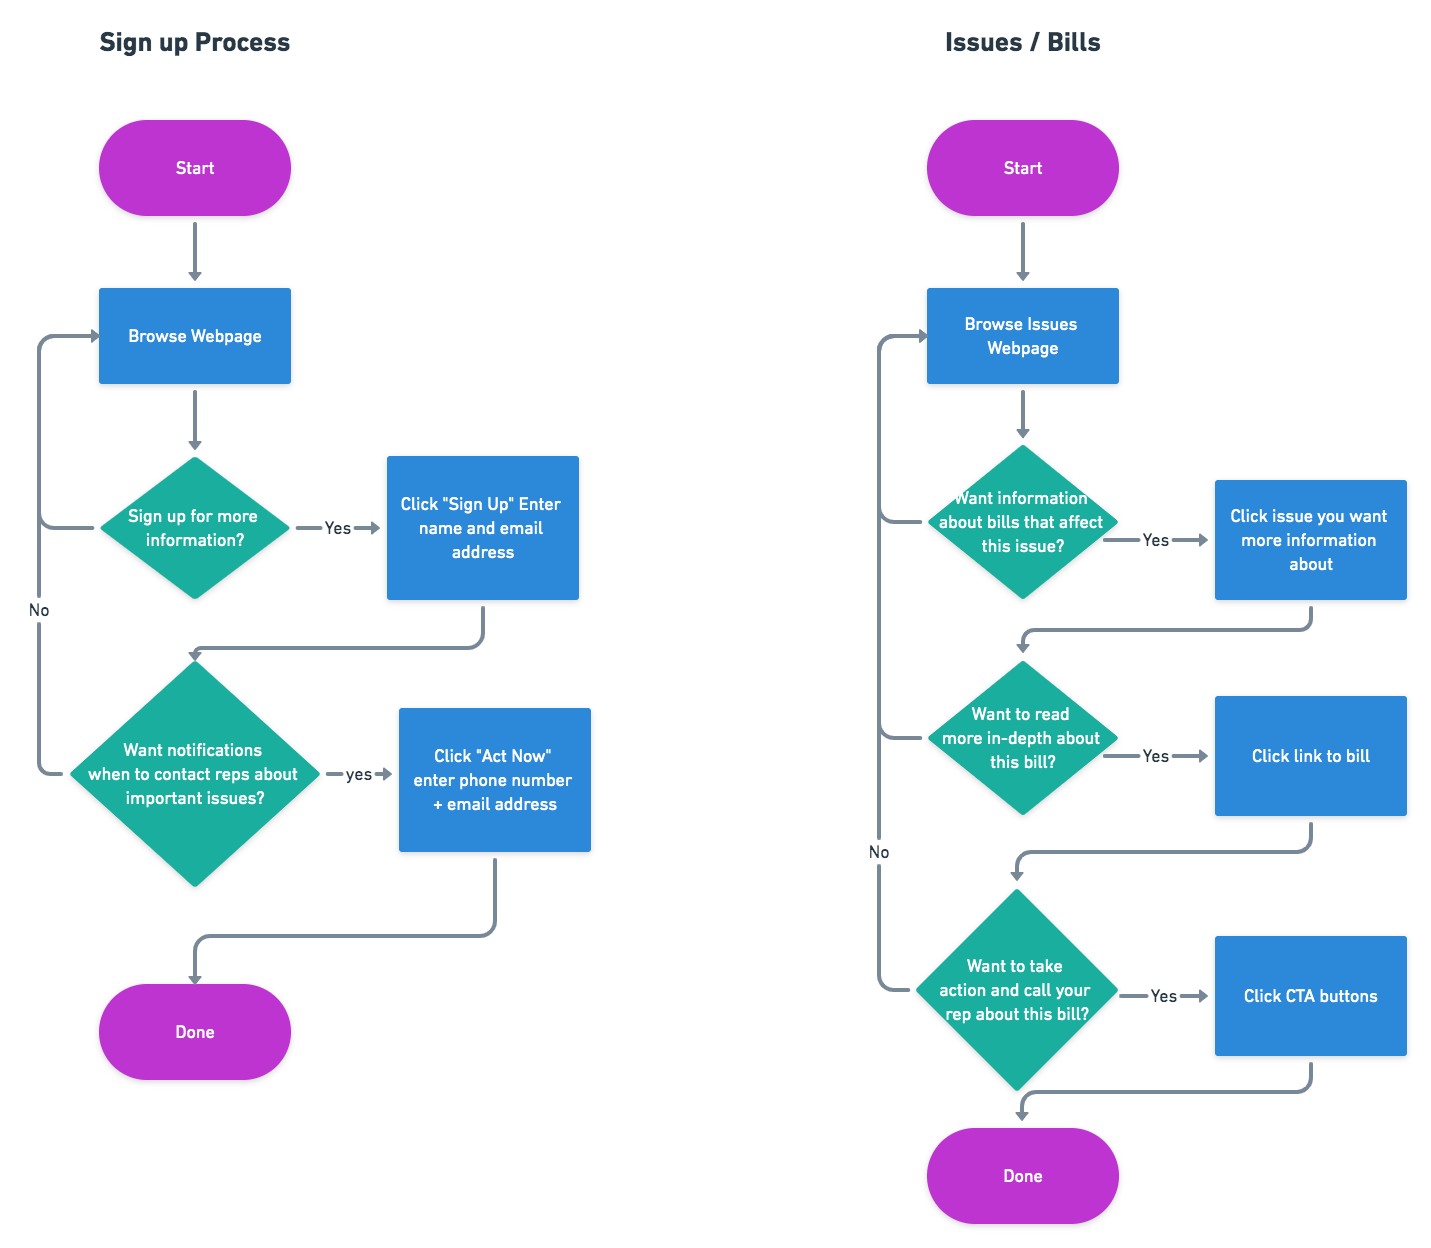 Sign up Process
Start
Browse Webpage
Sign up for more
information?
Yes
Click "Sign Up" Enter
name and email
address
No
Want notifications
when to contact reps about
important issues?
yes
Click "Act Now"
enter phone number
+ email address
Done
Issues / Bills
Start
Browse Issues
Webpage
Want information
about bills that affect
this issue?
Yes
Click issue you want
more information
about
Want to read
more in-depth about
this bill?
Yes
Click link to bill
No
Want to take
action and call your
rep about this bill?
Yes
Click CTA buttons
Done